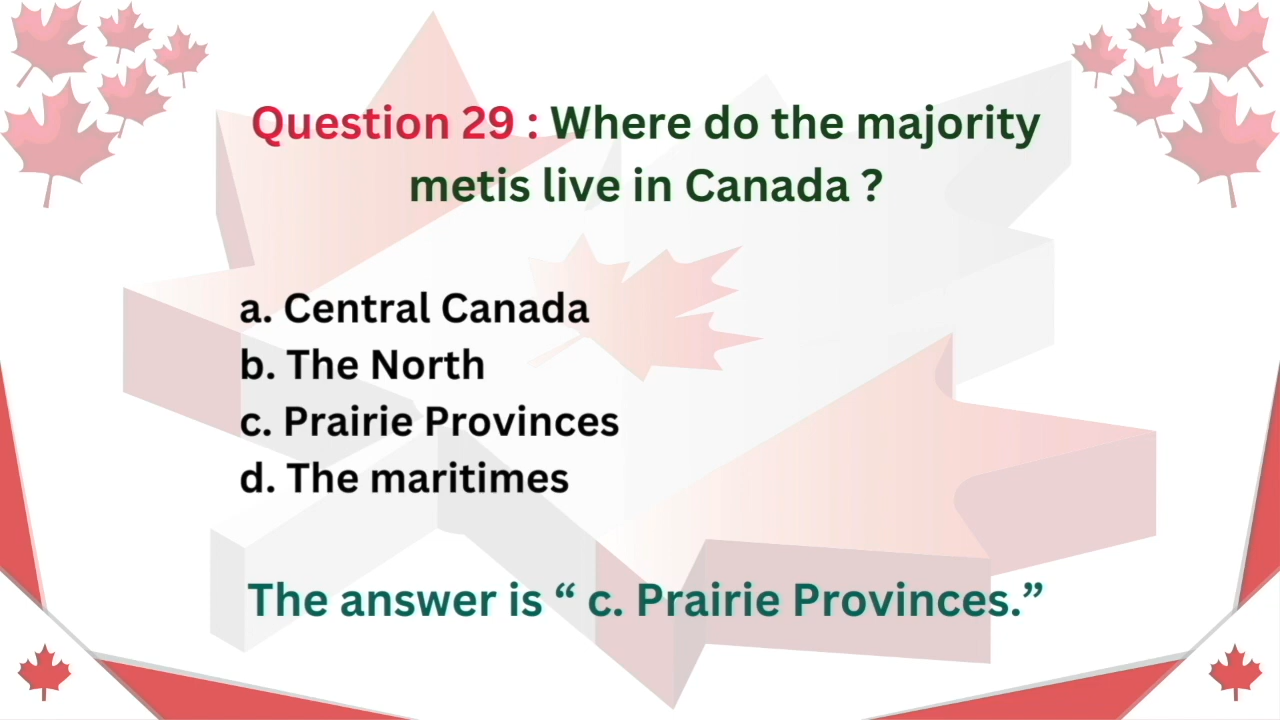 Question 29 : Where do the majority
metis live in Canada ?
a. Central Canada
b. The North
c. Prairie Provinces
d. The maritimes
The answer is “ c. Prairie Provinces.”